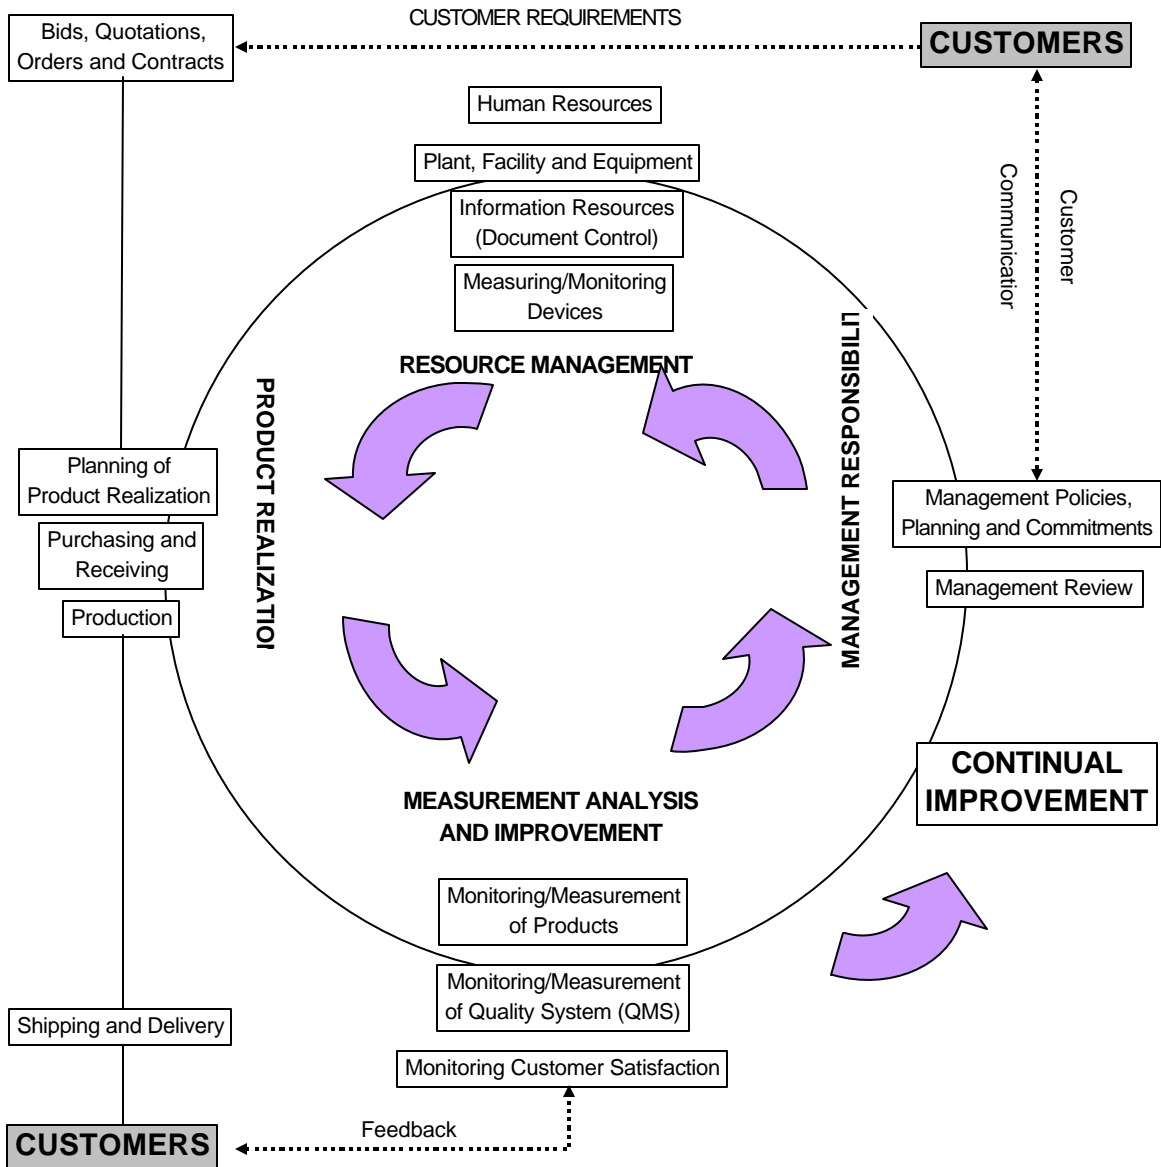 CUSTOMER REQUIREMENTS
Bids, Quotations,
Orders and Contracts
CUSTOMERS
Human Resources
Plant, Facility and Equipment
Information Resources
(Document Control)
Measuring/Monitoring
Devices
Customer
Communicatior
RESOURCE MANAGEMENT
PRODUCT REALIZATIOI
MANAGEMENT RESPONSIBILIT
Planning of
Product Realization
Purchasing and
Receiving
Production
Management Policies,
Planning and Commitments
Management Review
CONTINUAL
IMPROVEMENT
MEASUREMENT ANALYSIS
AND IMPROVEMENT
Monitoring/Measurement
of Products
Monitoring/Measurement
of Quality System (QMS)
Shipping and Delivery
Monitoring Customer Satisfaction
Feedback
CUSTOMERS